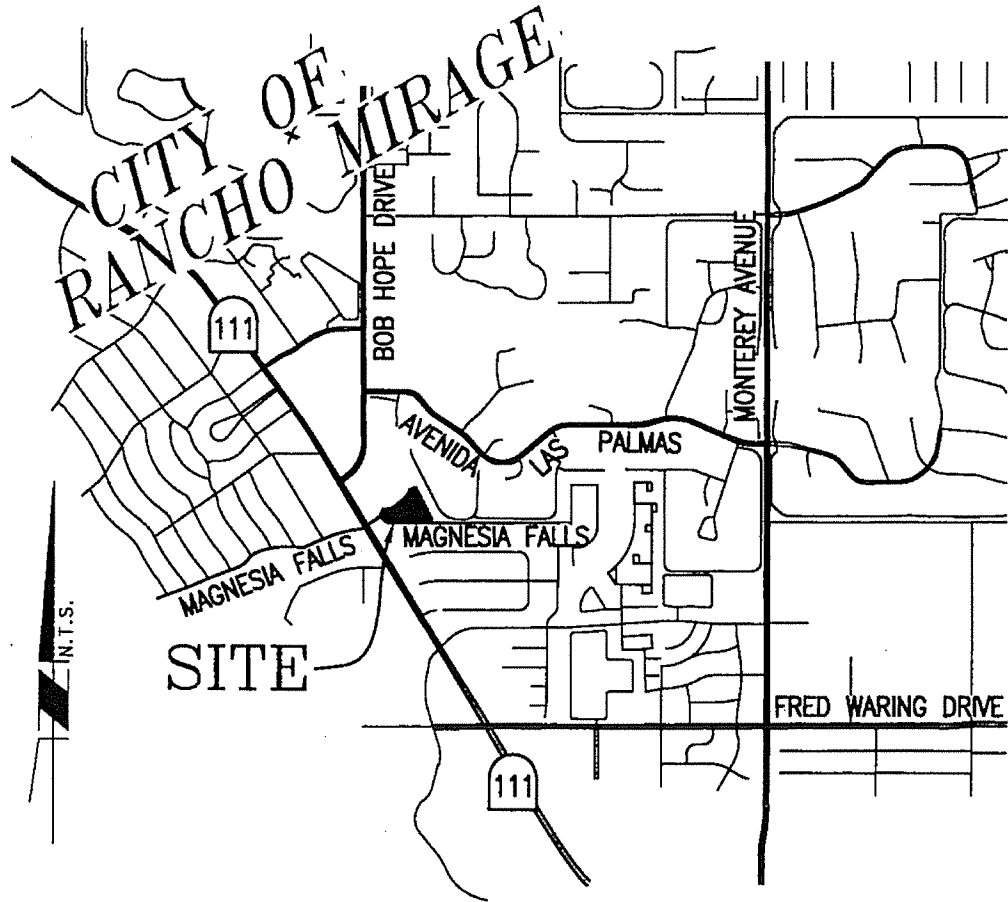 CITY OF
RANCHO MIRAGE
BOB HOPE DRIVE
MONTEREY AVENUE
111
AVENIDA LAS PALMAS
MAGNESIA FALLS
MAGNESIA FALLS
N.T.S.
SITE
FRED WARING DRIVE
111